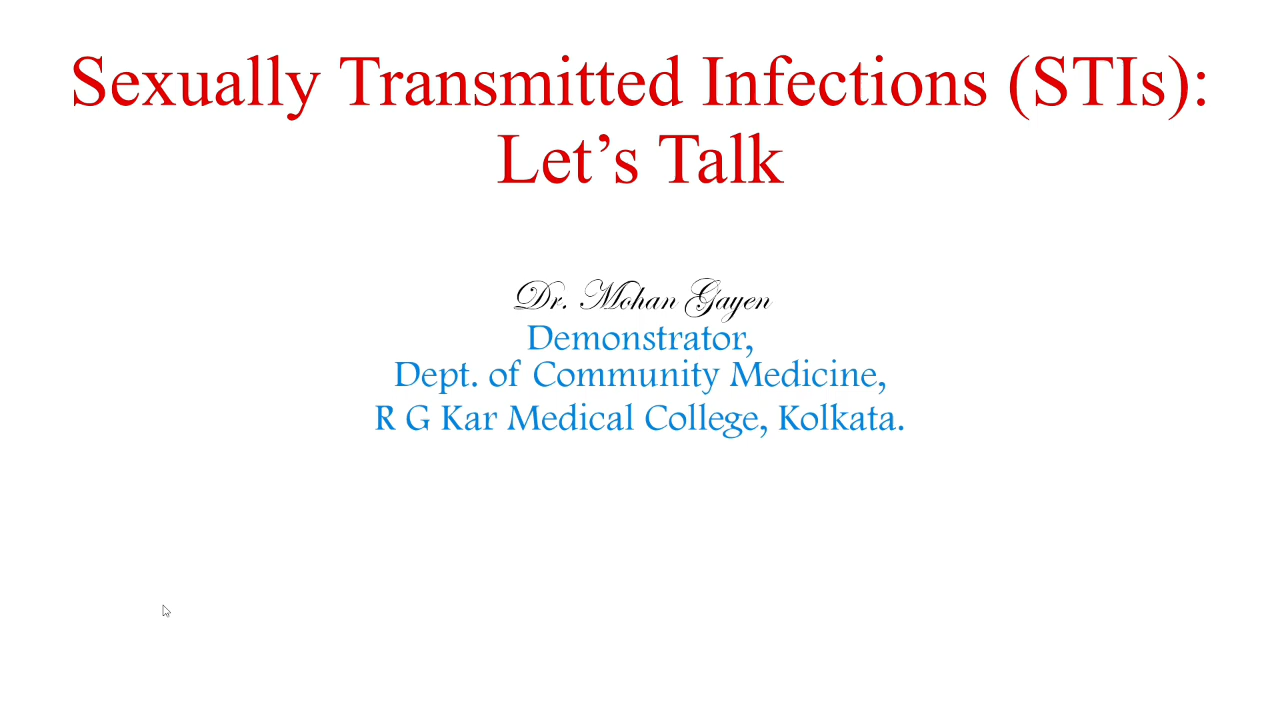 Sexually Transmitted Infections (STIs):
Let’s Talk
Dr. Mohan Gayen
Demonstrator,
Dept. of Community Medicine,
R G Kar Medical College, Kolkata.